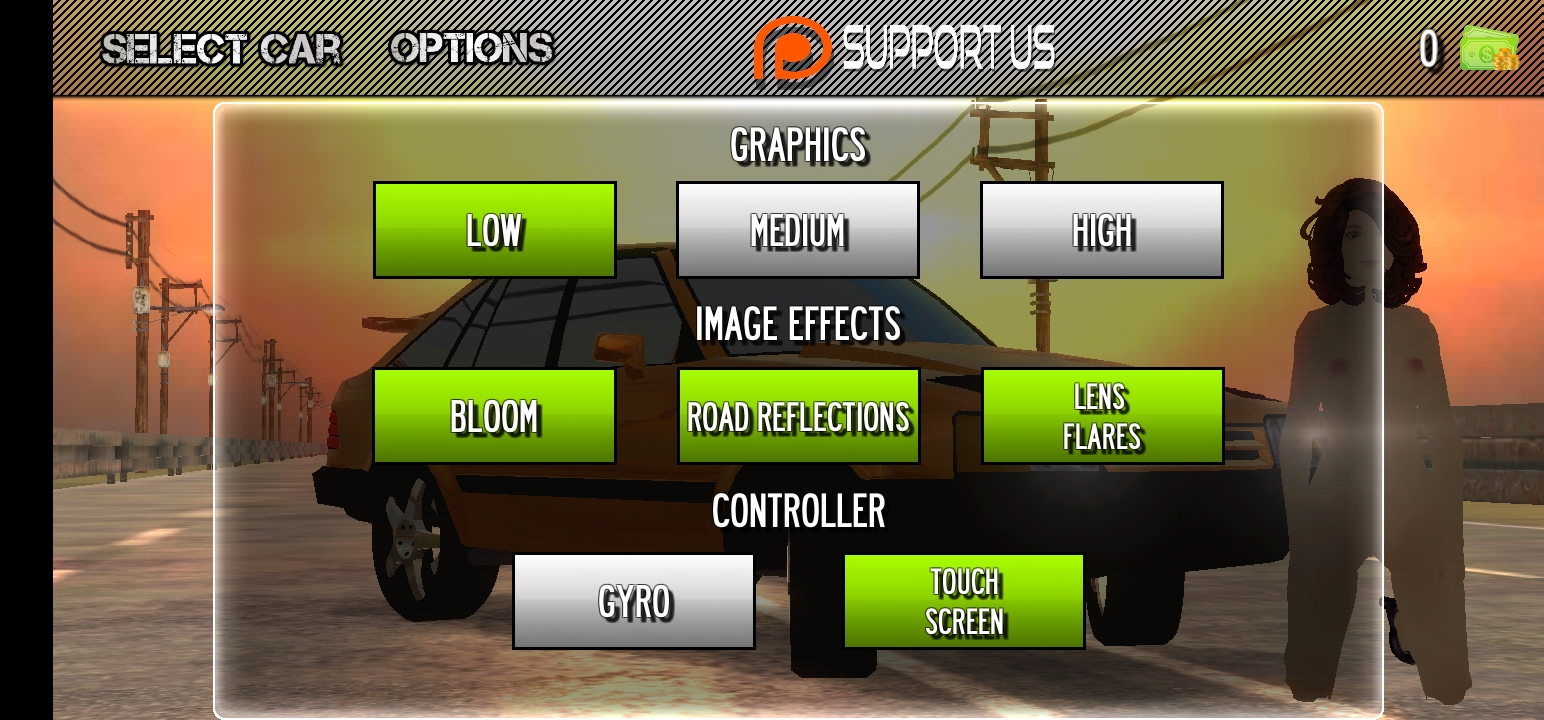 SELECT CAR
OPTIONS
SUPPORT US
0
GRAPHICS
LOW
MEDIUM
HIGH
IMAGE EFFECTS
BLOOM
ROAD REFLECTIONS
LENS
FLARES
CONTROLLER
GYRO
TOUCH
SCREEN